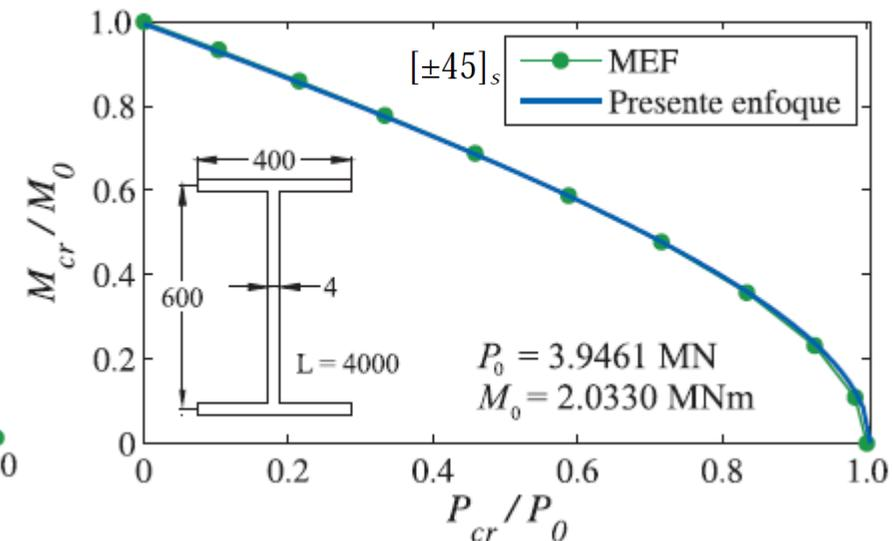 1.0
0.8
0.6
0.4
0.2
0
M_cr / M_0
[±45]_s
MEF
Presente enfoque
400
600
4
L = 4000
P_0 = 3.9461 MN
M_0 = 2.0330 MNm
0
0 0.2 0.4 0.6 0.8 1.0
P_cr / P_0